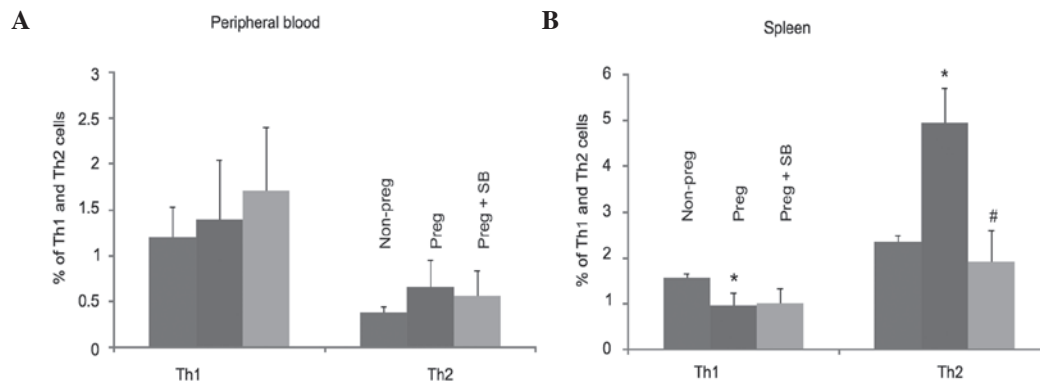 A
Peripheral blood
% of Th1 and Th2 cells
3
2.5
2
1.5
1
0.5
0
Non-preg
Preg
Preg + SB
Th1
Th2
B
Spleen
% of Th1 and Th2 cells
6
5
4
3
2
1
0
Non-preg
Preg
Preg + SB
*
*
#
Th1
Th2